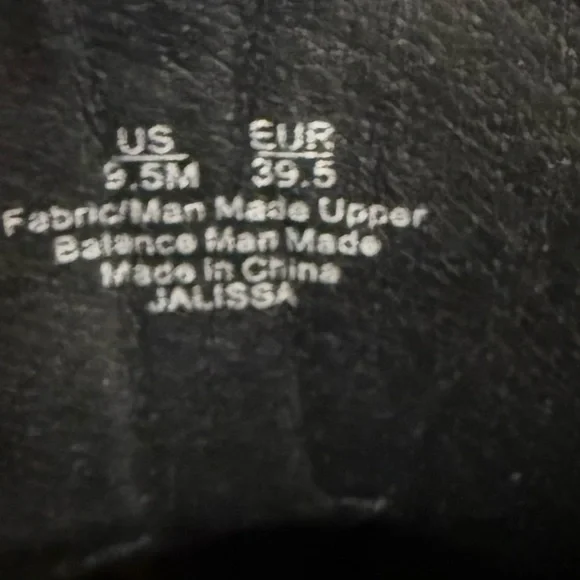 US EUR
9.5M 39.5
Fabric/Man Made Upper
Balance Man Made
Made in China
JALISSA